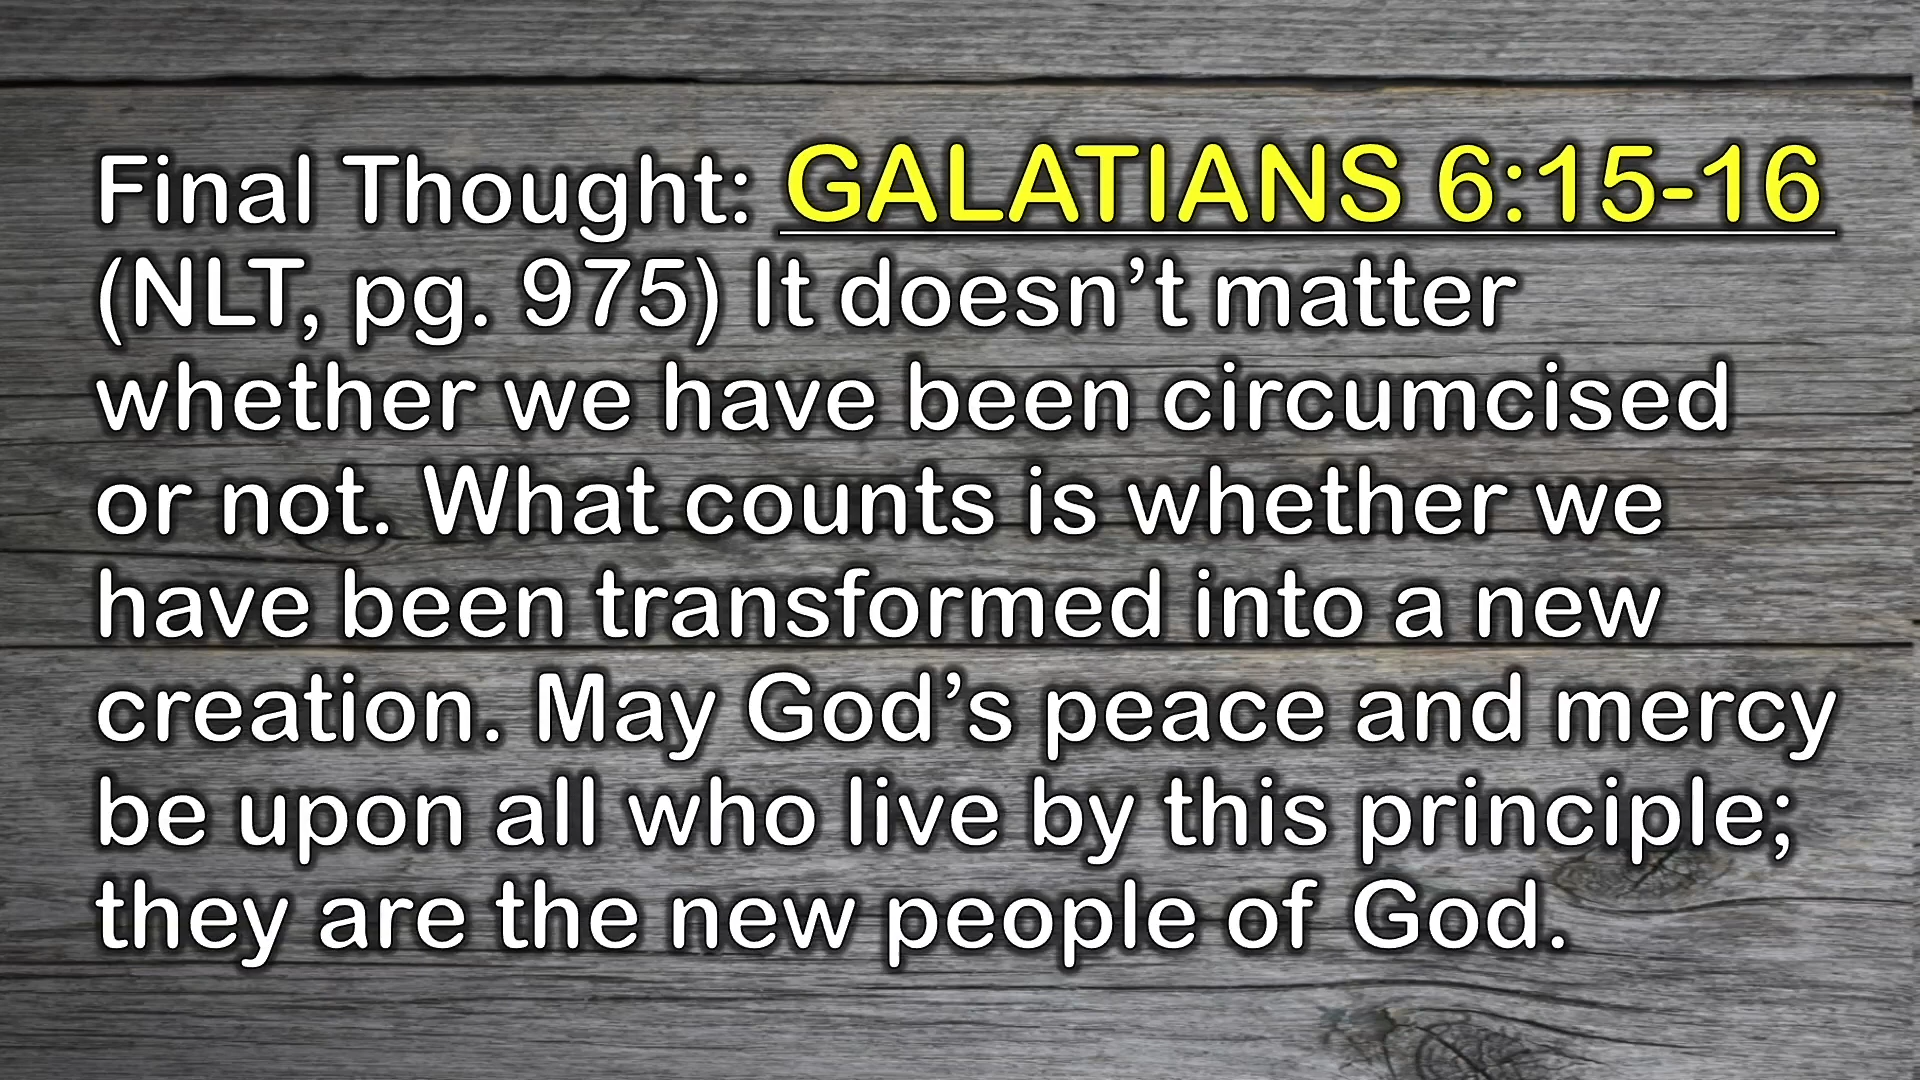 Final Thought: GALATIANS 6:15-16
(NLT, pg. 975) It doesn’t matter
whether we have been circumcised
or not. What counts is whether we
have been transformed into a new
creation. May God’s peace and mercy
be upon all who live by this principle;
they are the new people of God.